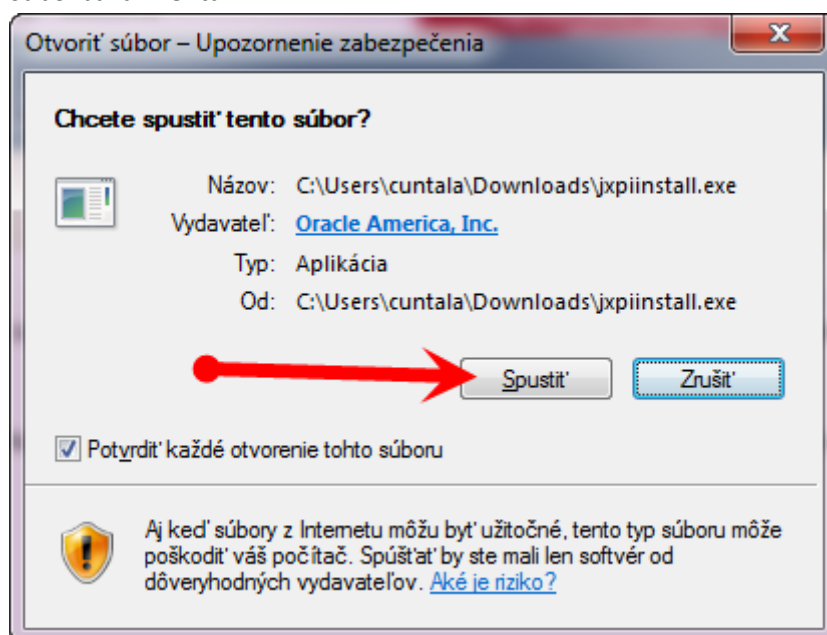 Otvoriť súbor – Upozornenie zabezpečenia
Chcete spustiť tento súbor?
Názov: C:\Users\cuntala\Downloads\jxpiinstall.exe
Vydavateľ: Oracle America, Inc.
Typ: Aplikácia
Od: C:\Users\cuntala\Downloads\jxpiinstall.exe
Spustiť Zrušiť
Potvrdiť každé otvorenie tohto súboru
Aj keď súbory z Internetu môžu byť užitočné, tento typ súboru môže
poškodiť váš počítač. Spúšťať by ste mali len softvér od
dôveryhodných vydavateľov. Aké je riziko?